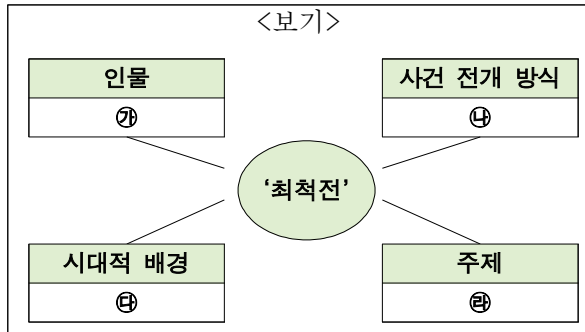 <보기>
인물
㉮
사건 전개 방식
㉯
'최척전'
시대적 배경
㉰
주제
㉱